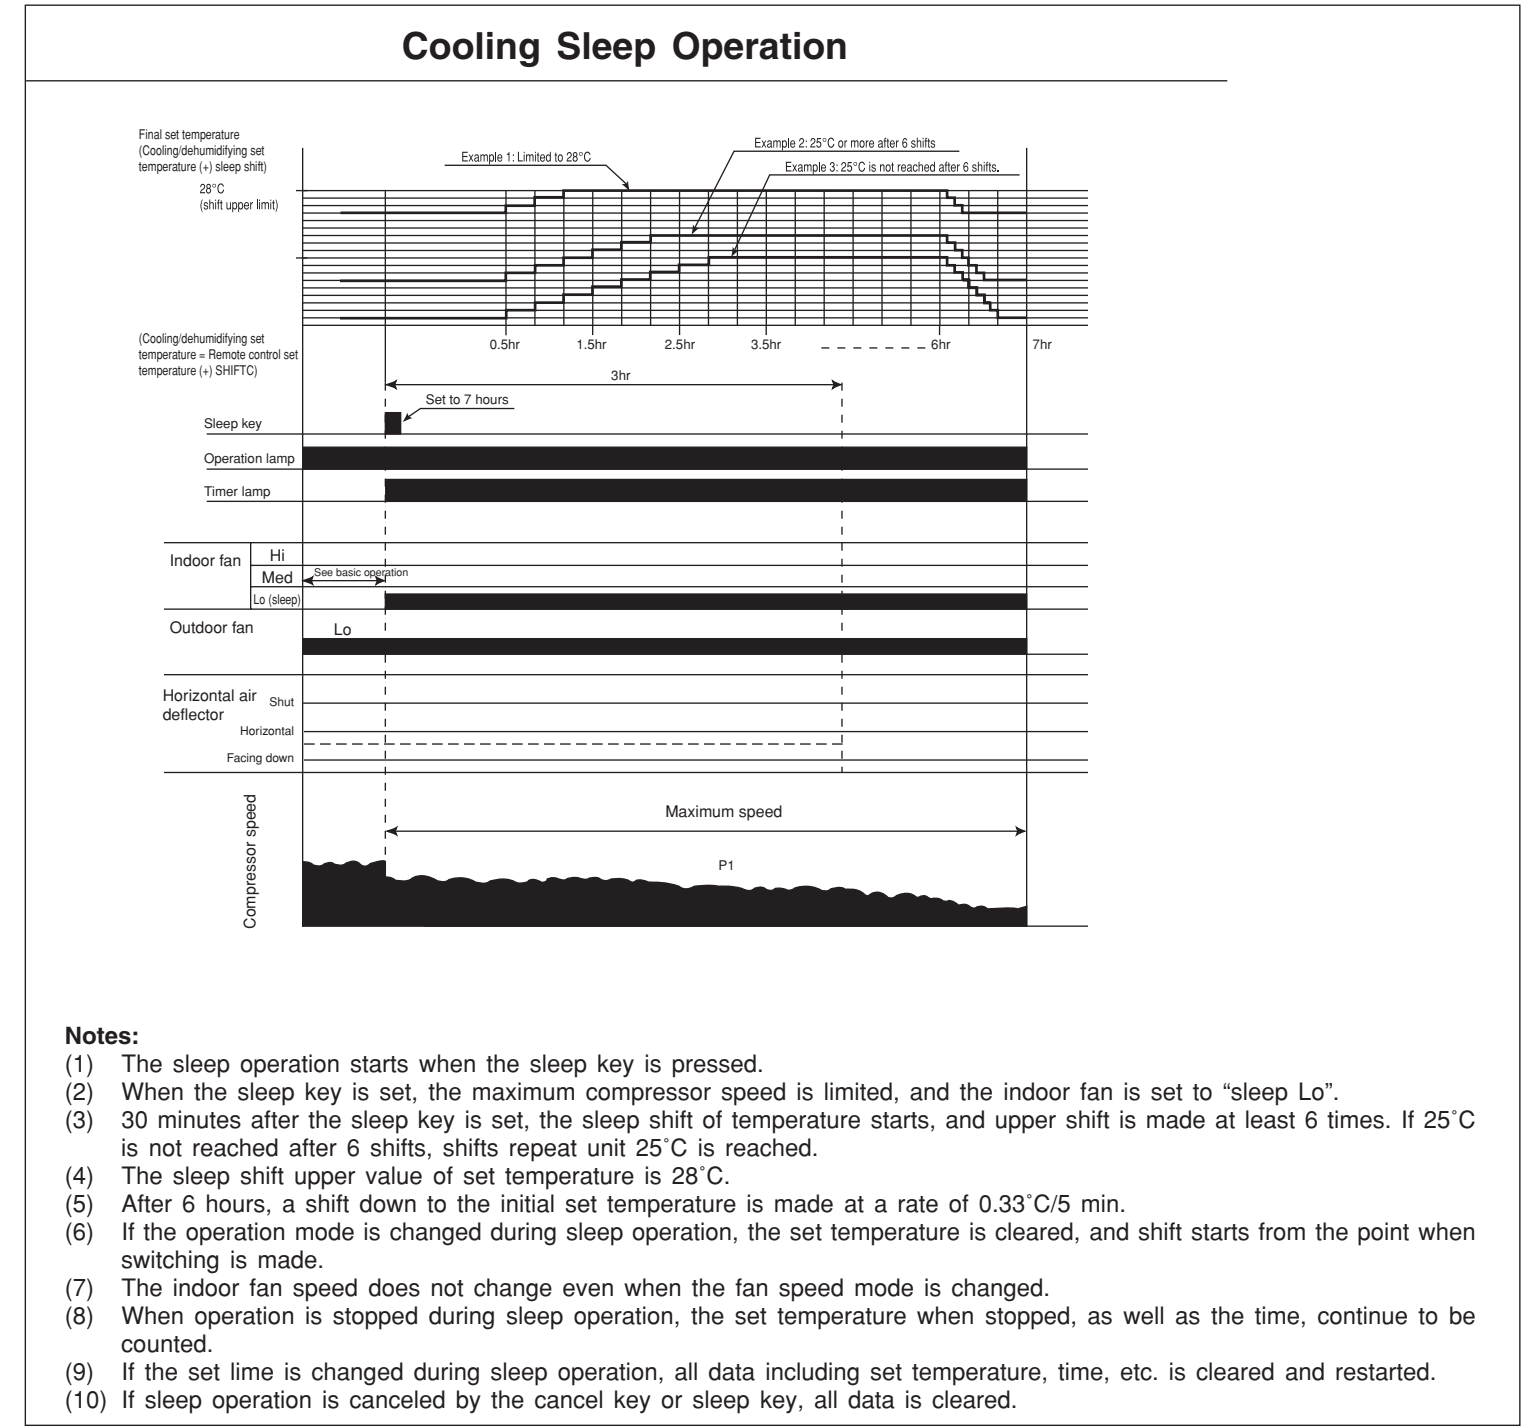 Cooling Sleep Operation
Final set temperature
(Cooling/dehumidifying set
temperature (+) sleep shift)
28°C
(shift upper limit)
Example 1: Limited to 28°C
Example 2: 25°C or more after 6 shifts
Example 3: 25°C is not reached after 6 shifts.
(Cooling/dehumidifying set
temperature = Remote control set
temperature (+) SHIFTC)
0.5hr 1.5hr 2.5hr 3.5hr 6hr 7hr
3hr
Set to 7 hours
Sleep key
Operation lamp
Timer lamp
Indoor fan
Hi
Med
See basic operation
Lo (sleep)
Outdoor fan
Lo
Horizontal air
deflector
Shut
Horizontal
Facing down
Compressor speed
Maximum speed
P1
Notes:
(1) The sleep operation starts when the sleep key is pressed.
(2) When the sleep key is set, the maximum compressor speed is limited, and the indoor fan is set to “sleep Lo”.
(3) 30 minutes after the sleep key is set, the sleep shift of temperature starts, and upper shift is made at least 6 times. If 25˚C
is not reached after 6 shifts, shifts repeat unit 25˚C is reached.
(4) The sleep shift upper value of set temperature is 28˚C.
(5) After 6 hours, a shift down to the initial set temperature is made at a rate of 0.33˚C/5 min.
(6) If the operation mode is changed during sleep operation, the set temperature is cleared, and shift starts from the point when
switching is made.
(7) The indoor fan speed does not change even when the fan speed mode is changed.
(8) When operation is stopped during sleep operation, the set temperature when stopped, as well as the time, continue to be
counted.
(9) If the set lime is changed during sleep operation, all data including set temperature, time, etc. is cleared and restarted.
(10) If sleep operation is canceled by the cancel key or sleep key, all data is cleared.